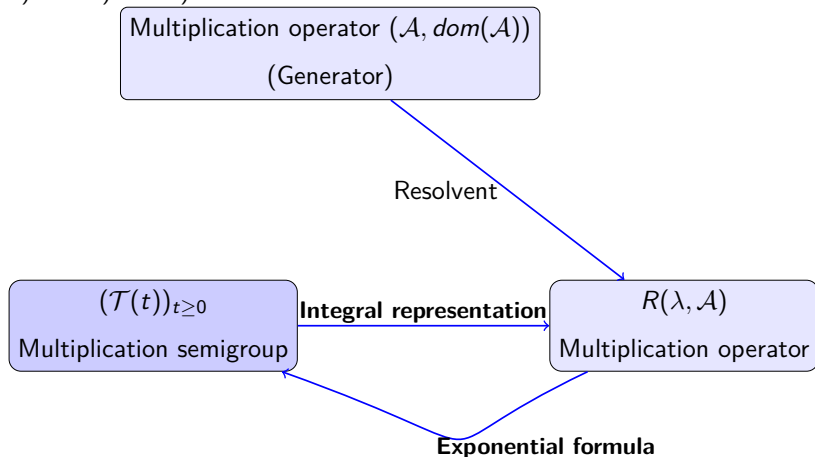 Multiplication operator (𝒜, dom(𝒜))
(Generator)
Resolvent
(𝒯(t))ₜ≥₀
Multiplication semigroup
Integral representation
R(λ, 𝒜)
Multiplication operator
Exponential formula